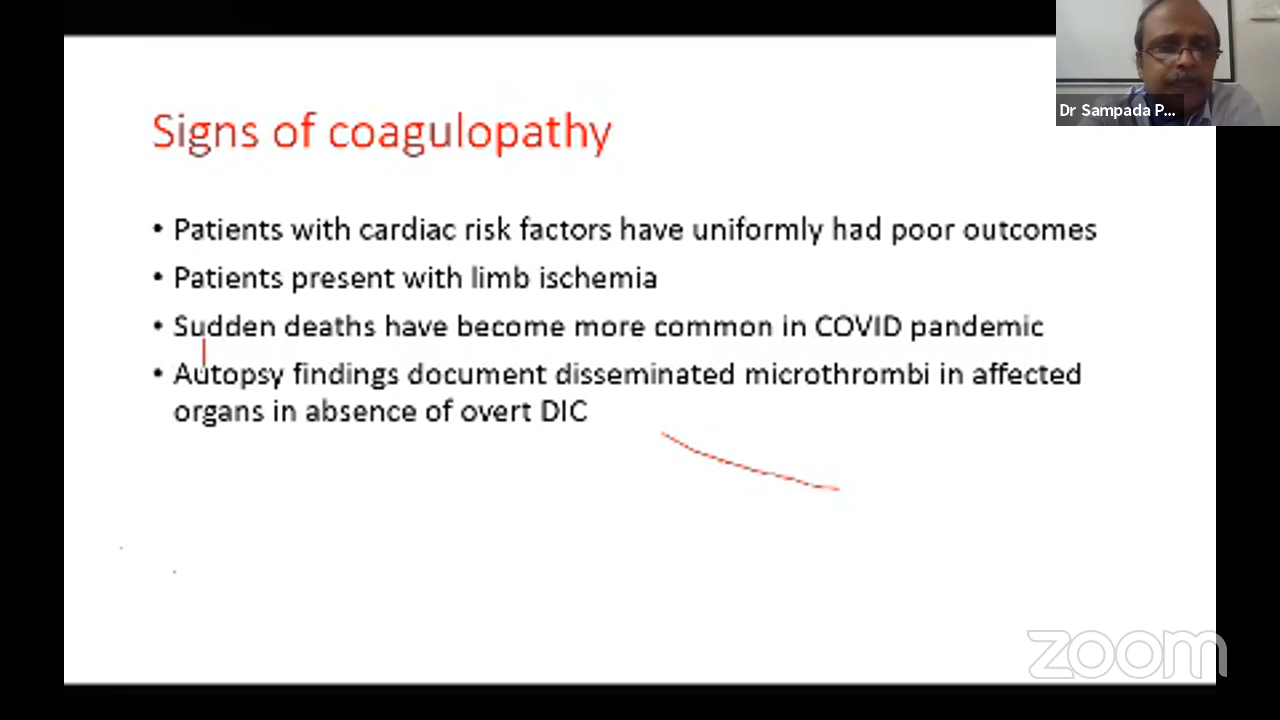 Dr Sampada P...
Signs of coagulopathy
• Patients with cardiac risk factors have uniformly had poor outcomes
• Patients present with limb ischemia
• Sudden deaths have become more common in COVID pandemic
• Autopsy findings document disseminated microthrombi in affected
organs in absence of overt DIC
zoom